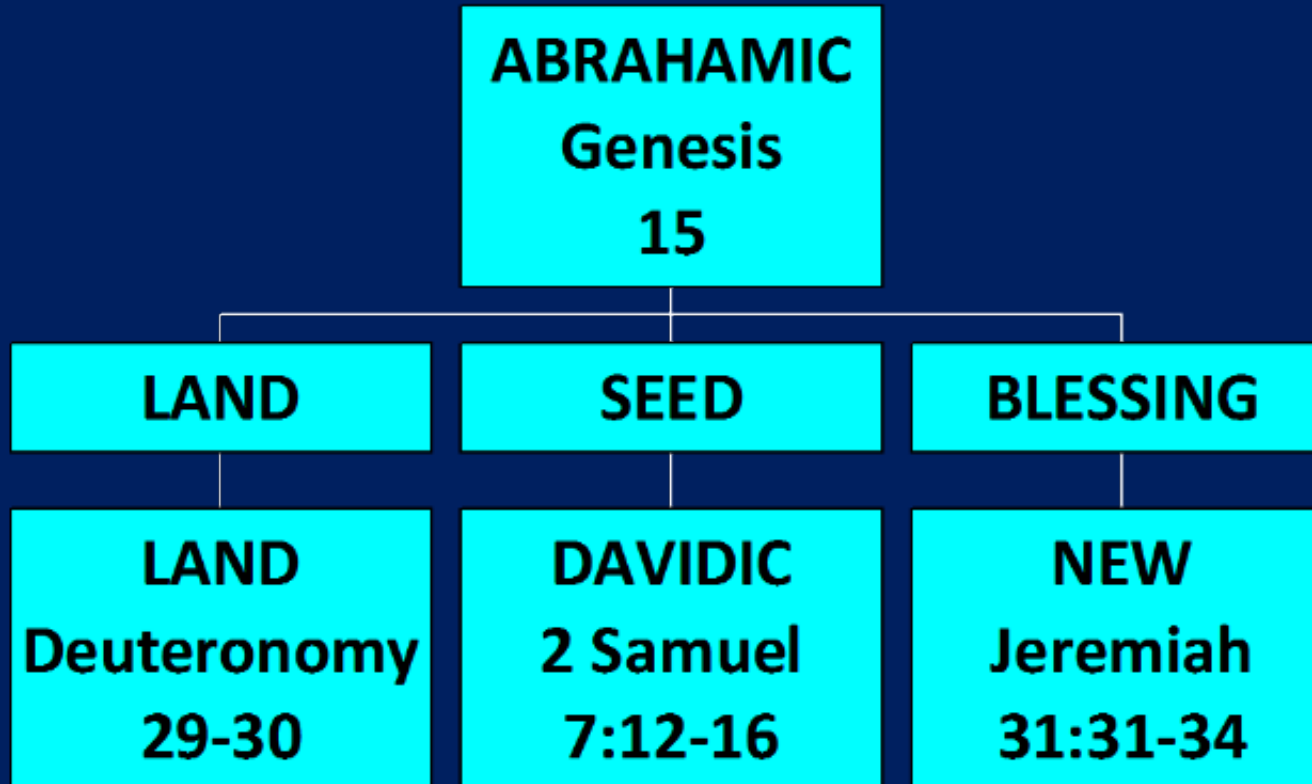 ABRAHAMIC
Genesis
15
LAND
SEED
BLESSING
LAND
Deuteronomy
29-30
DAVIDIC
2 Samuel
7:12-16
NEW
Jeremiah
31:31-34